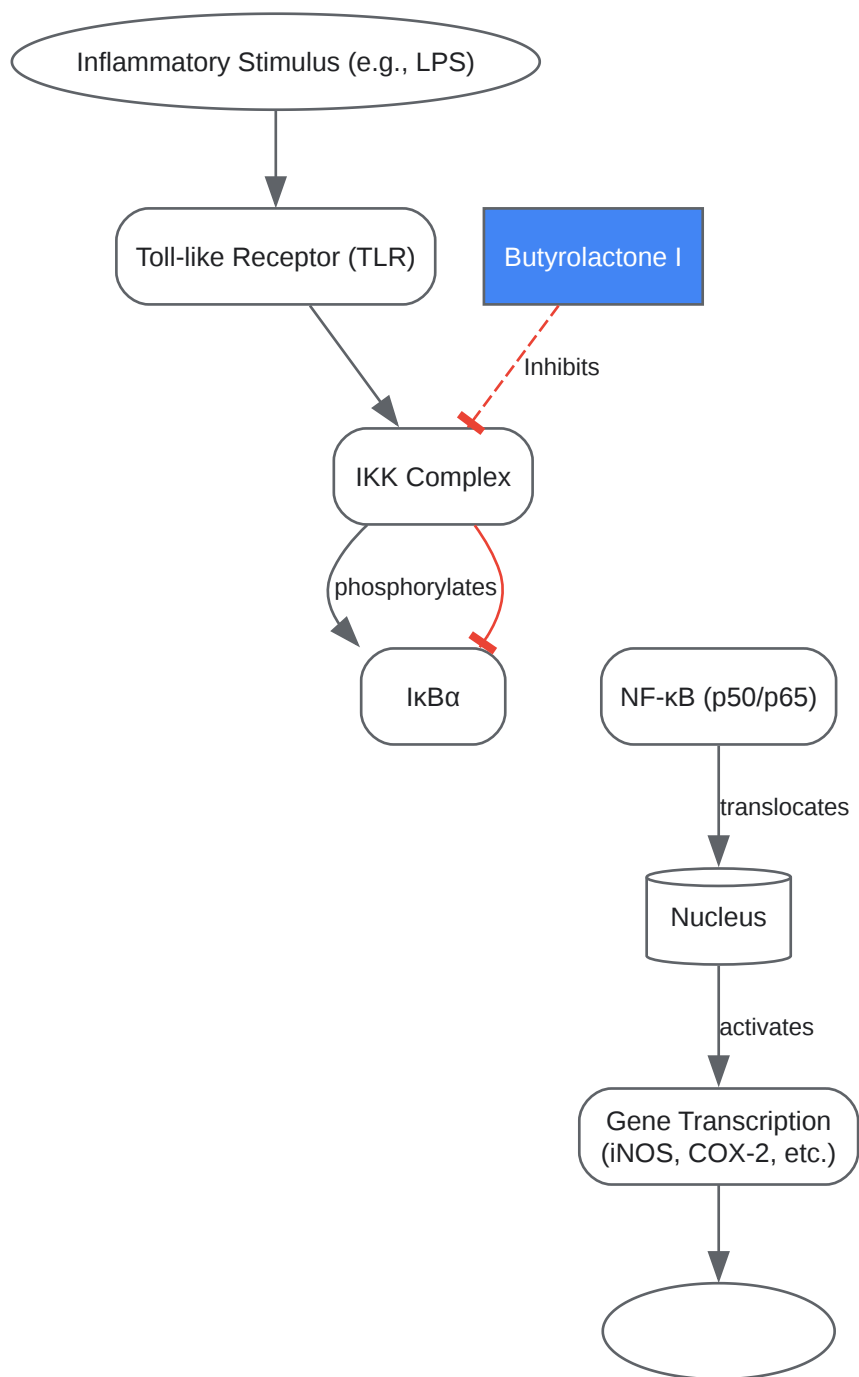 Inflammatory Stimulus (e.g., LPS)
Toll-like Receptor (TLR)
Butyrolactone I
Inhibits
IKK Complex
phosphorylates
IκBα
NF-κB (p50/p65)
translocates
Nucleus
activates
Gene Transcription
(iNOS, COX-2, etc.)